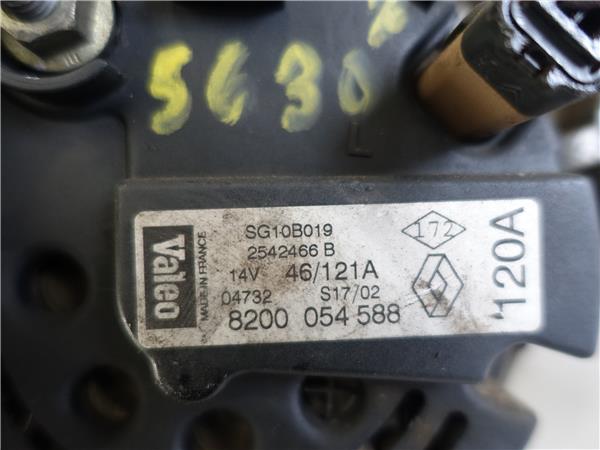 5630
L
Valeo
MADE IN FRANCE
SG10B019
2542466 B
14V 46/121A
04732 S17/02
8200 054 588
172
120A